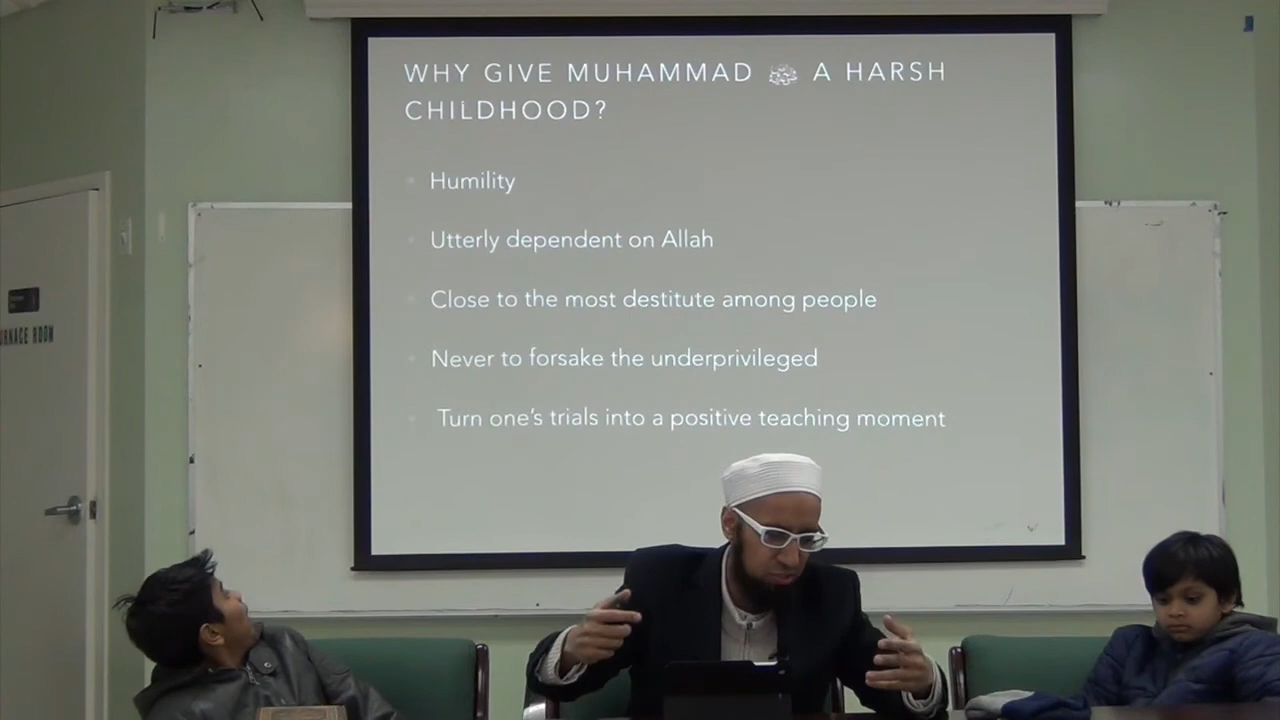 WHY GIVE MUHAMMAD ﷺ A HARSH
CHILDHOOD?
Humility
Utterly dependent on Allah
Close to the most destitute among people
Never to forsake the underprivileged
Turn one's trials into a positive teaching moment
ROOM